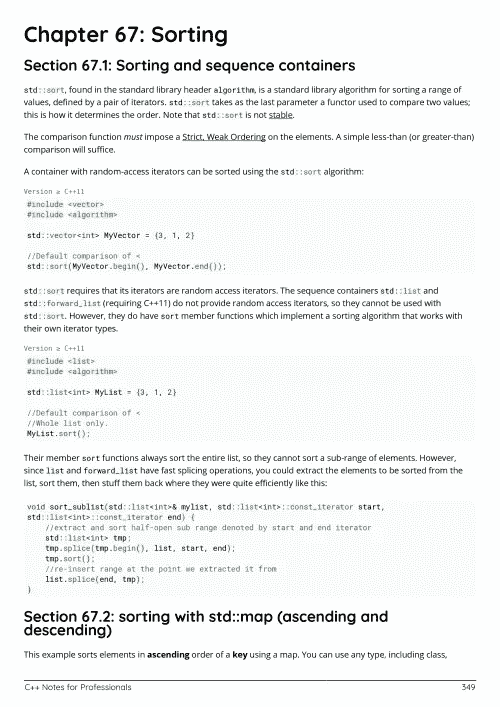 Chapter 67: Sorting
Section 67.1: Sorting and sequence containers
std::sort, found in the standard library header algorithm, is a standard library algorithm for sorting a range of
values, defined by a pair of iterators. std::sort takes as the last parameter a functor used to compare two values;
this is how it determines the order. Note that std::sort is not stable.
The comparison function must impose a Strict, Weak Ordering on the elements. A simple less-than (or greater-than)
comparison will suffice.
A container with random-access iterators can be sorted using the std::sort algorithm:
Version ≥ C++11
#include <vector>
#include <algorithm>
std::vector<int> MyVector = {3, 1, 2}
//Default comparison of <
std::sort(MyVector.begin(), MyVector.end());
std::sort requires that its iterators are random access iterators. The sequence containers std::list and
std::forward_list (requiring C++11) do not provide random access iterators, so they cannot be used with
std::sort. However, they do have sort member functions which implement a sorting algorithm that works with
their own iterator types.
Version ≥ C++11
#include <list>
#include <algorithm>
std::list<int> MyList = {3, 1, 2}
//Default comparison of <
//Whole list only.
MyList.sort();
Their member sort functions always sort the entire list, so they cannot sort a sub-range of elements. However,
since list and forward_list have fast splicing operations, you could extract the elements to be sorted from the
list, sort them, then stuff them back where they were quite efficiently like this:
void sort_sublist(std::list<int>& mylist, std::list<int>::const_iterator start,
std::list<int>::const_iterator end) {
//extract and sort half-open sub range denoted by start and end iterator
std::list<int> tmp;
tmp.splice(tmp.begin(), list, start, end);
tmp.sort();
//re-insert range at the point we extracted it from
list.splice(end, tmp);
}
Section 67.2: sorting with std::map (ascending and
descending)
This example sorts elements in ascending order of a key using a map. You can use any type, including class,
C++ Notes for Professionals 349